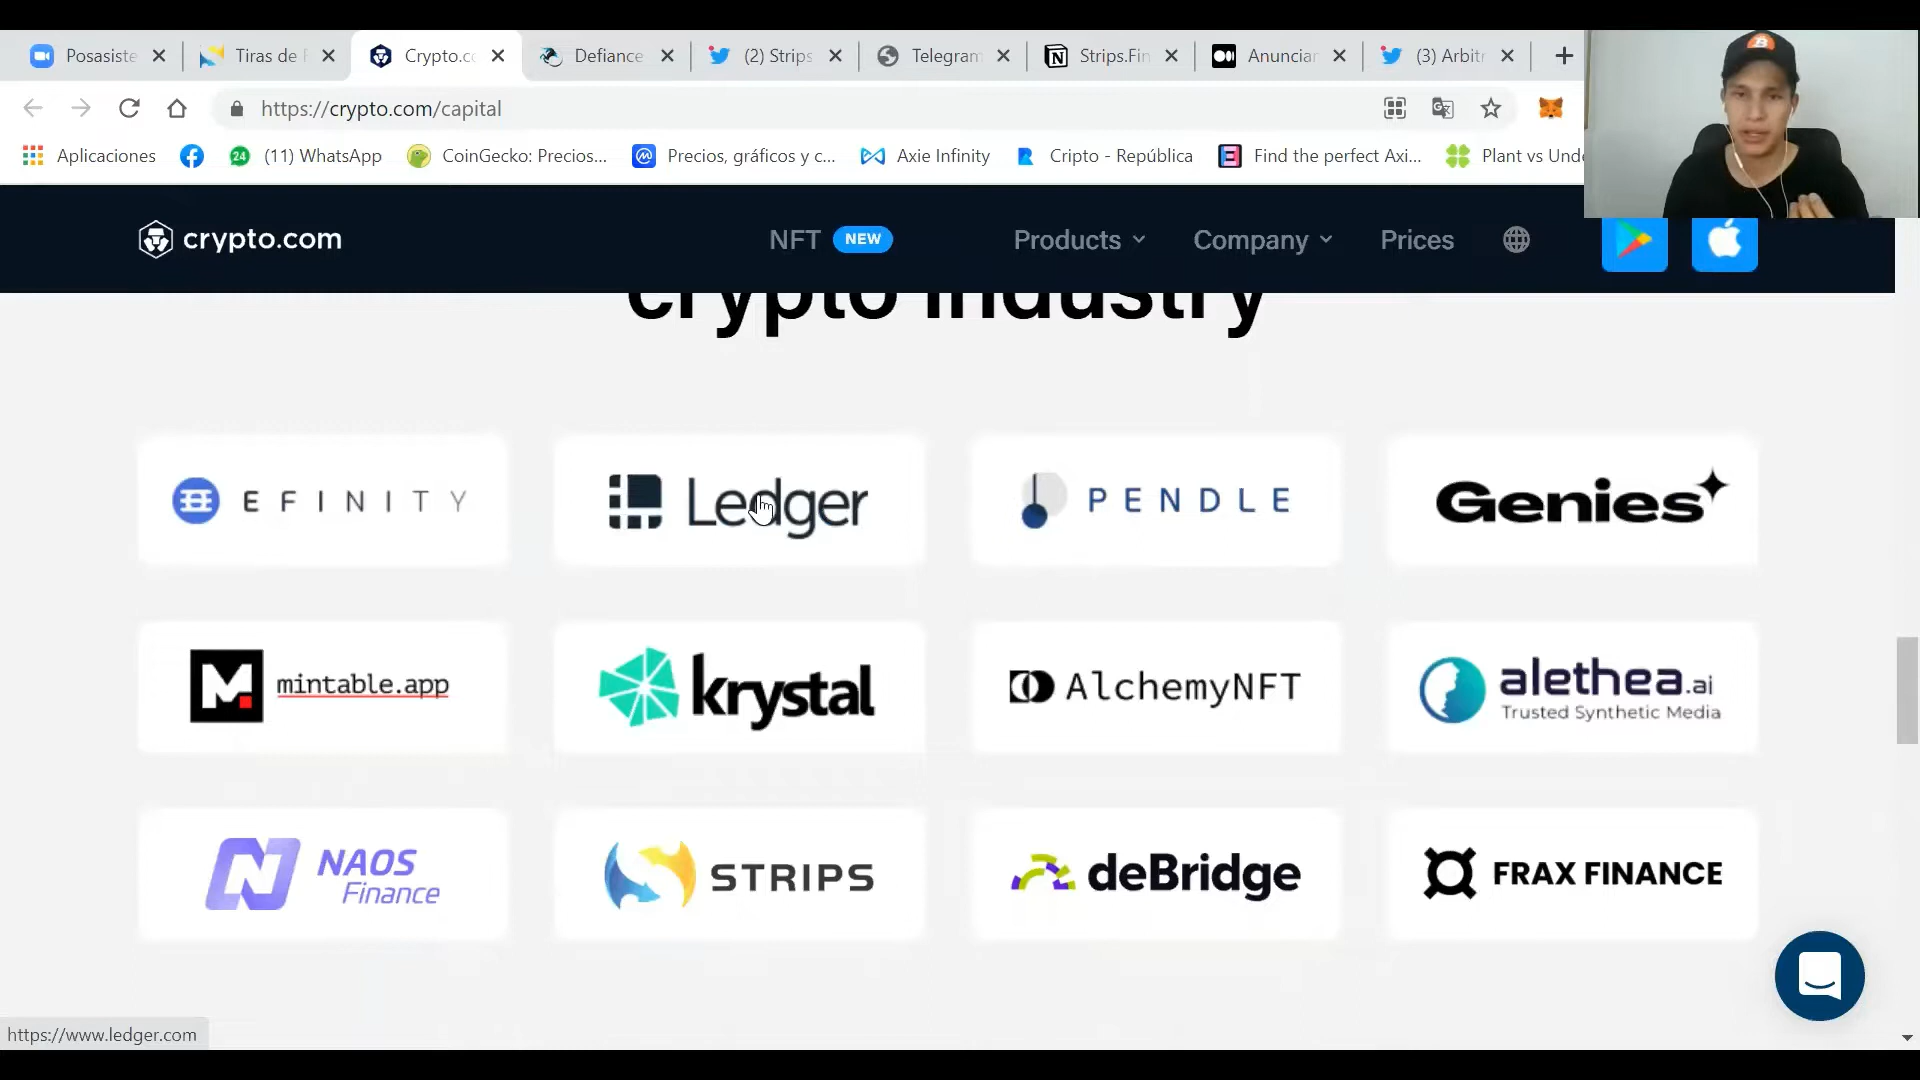 Posasiste
Tiras de F
Crypto.cc
Defiance
(2) Strips
Telegram
Strips.Fin
Anuncian
(3) Arbitr
https://crypto.com/capital
Aplicaciones
24
(11) WhatsApp
CoinGecko: Precios...
Precios, gráficos y c...
Axie Infinity
Cripto - República
Find the perfect Axi...
Plant vs Unde
crypto.com
NFT NEW
Products
Company
Prices
crypto industry
EFINITY
Ledger
PENDLE
Genies
mintable.app
krystal
AlchemyNFT
alethea.ai
Trusted Synthetic Media
NAOS
Finance
STRIPS
deBridge
FRAX FINANCE
https://www.ledger.com